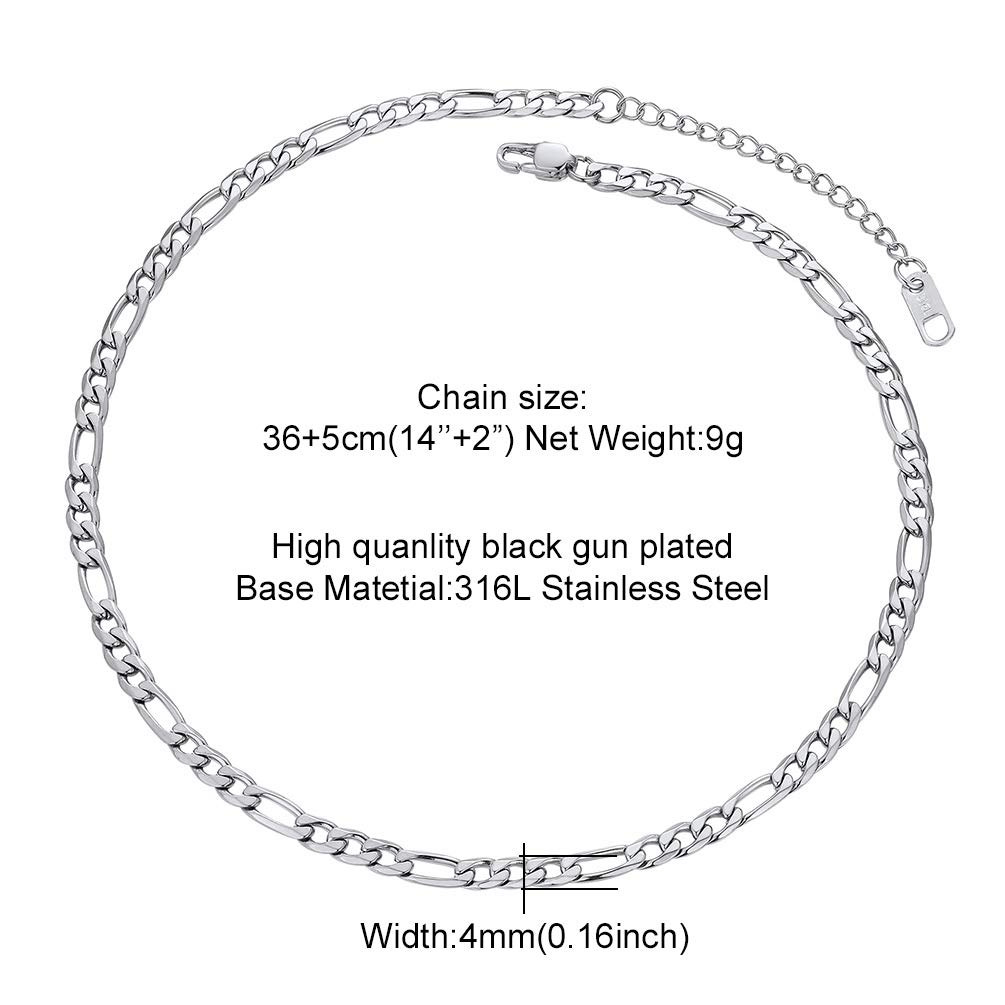 Chain size:
36+5cm(14’’+2”) Net Weight:9g
High quanlity black gun plated
Base Matetial:316L Stainless Steel
Width:4mm(0.16inch)